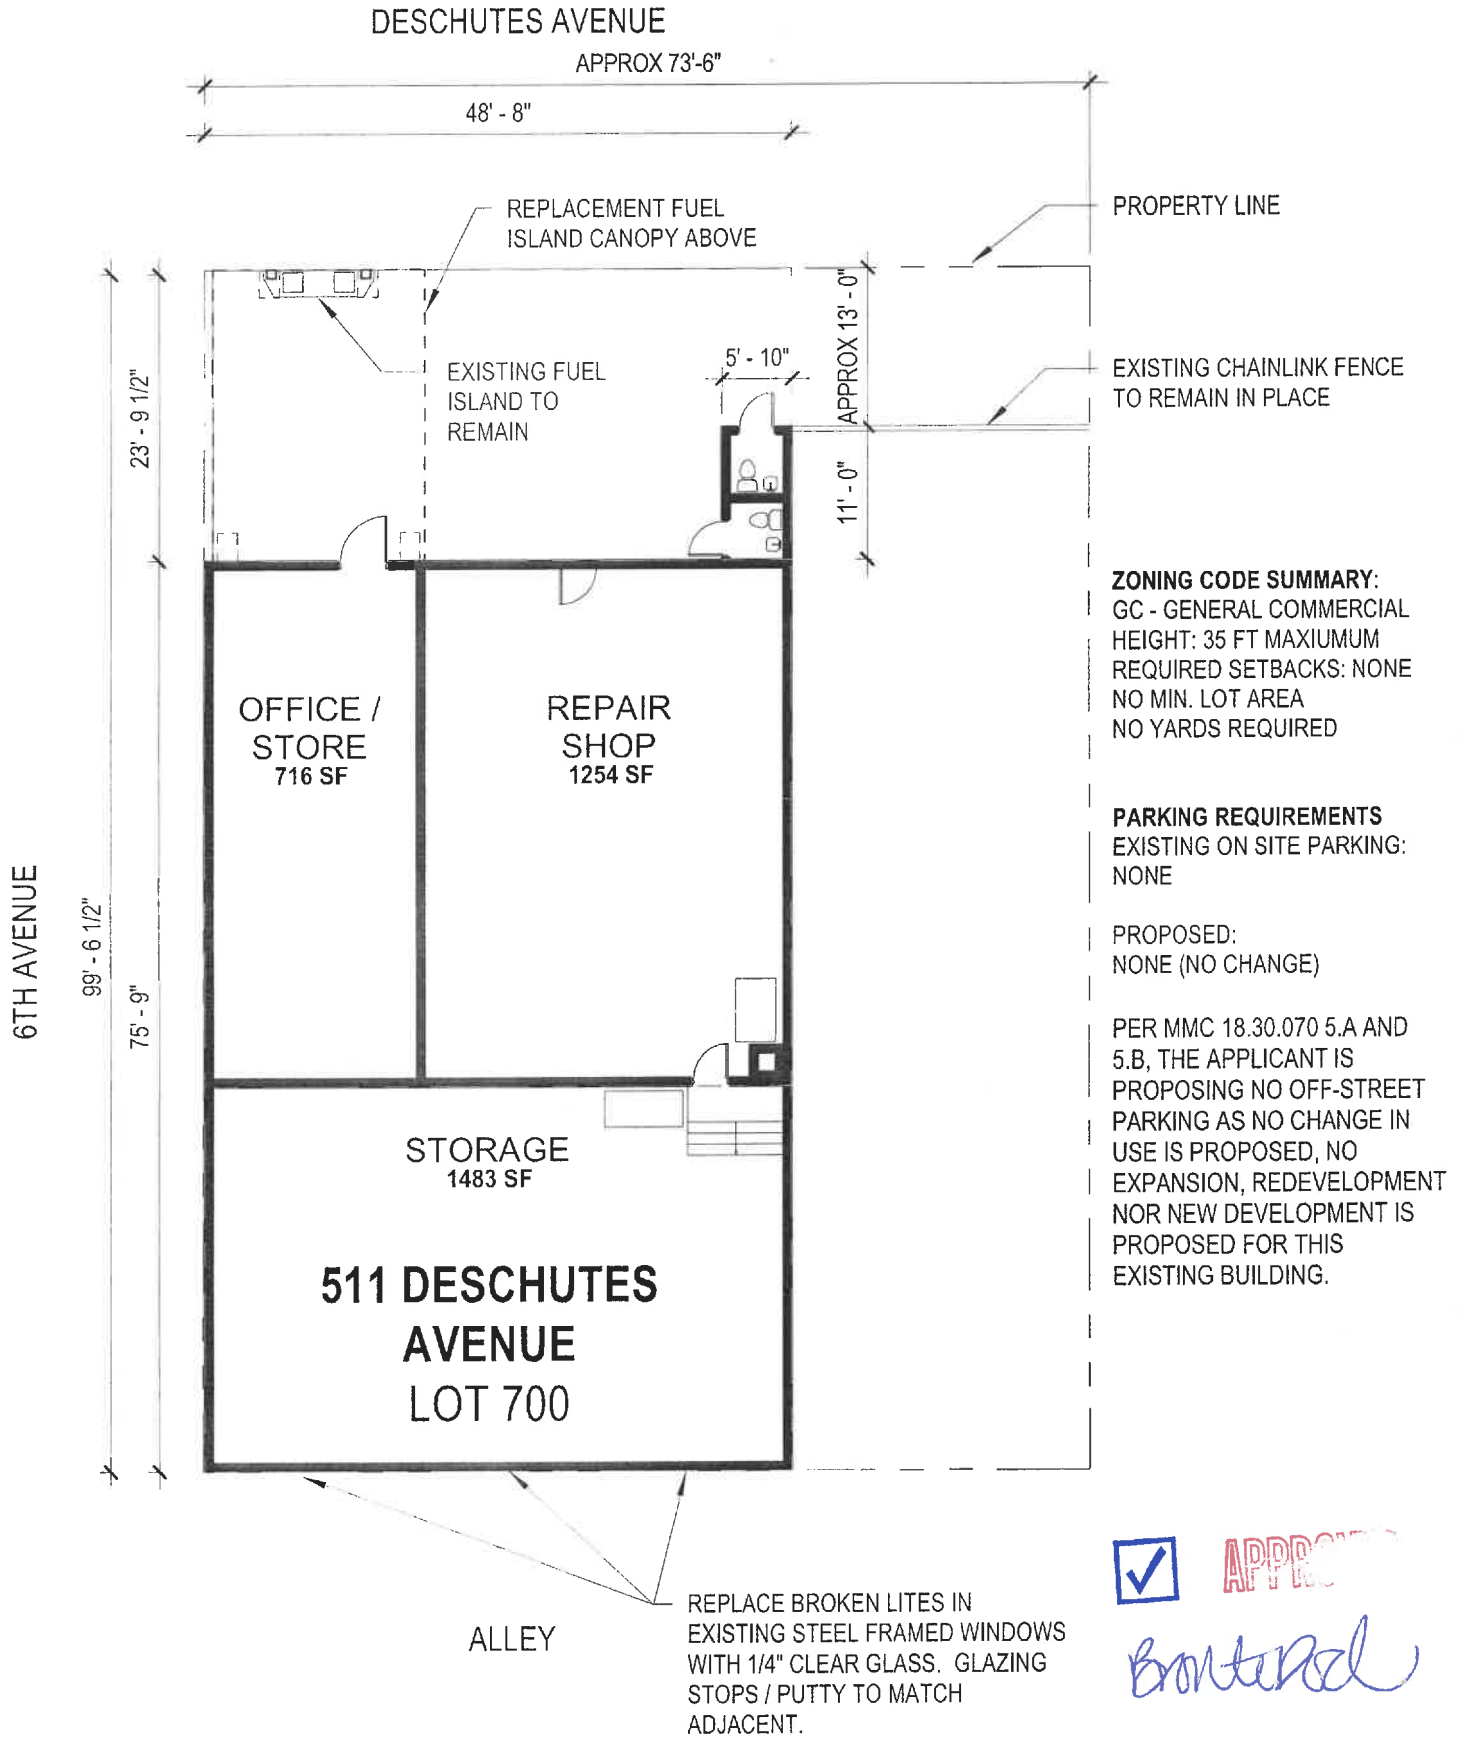 DESCHUTES AVENUE
APPROX 73'-6"
48' - 8"
REPLACEMENT FUEL
ISLAND CANOPY ABOVE
PROPERTY LINE
APPROX 13' - 0"
5' - 10"
EXISTING FUEL
ISLAND TO
REMAIN
EXISTING CHAINLINK FENCE
TO REMAIN IN PLACE
23' - 9 1/2"
11' - 0"
ZONING CODE SUMMARY:
GC - GENERAL COMMERCIAL
HEIGHT: 35 FT MAXIUMUM
REQUIRED SETBACKS: NONE
NO MIN. LOT AREA
NO YARDS REQUIRED
OFFICE /
STORE
716 SF
REPAIR
SHOP
1254 SF
PARKING REQUIREMENTS
EXISTING ON SITE PARKING:
NONE
PROPOSED:
NONE (NO CHANGE)
6TH AVENUE
99' - 6 1/2"
75' - 9"
PER MMC 18.30.070 5.A AND
5.B, THE APPLICANT IS
PROPOSING NO OFF-STREET
PARKING AS NO CHANGE IN
USE IS PROPOSED, NO
EXPANSION, REDEVELOPMENT
NOR NEW DEVELOPMENT IS
PROPOSED FOR THIS
EXISTING BUILDING.
STORAGE
1483 SF
511 DESCHUTES
AVENUE
LOT 700
ALLEY
REPLACE BROKEN LITES IN
EXISTING STEEL FRAMED WINDOWS
WITH 1/4" CLEAR GLASS. GLAZING
STOPS / PUTTY TO MATCH
ADJACENT.